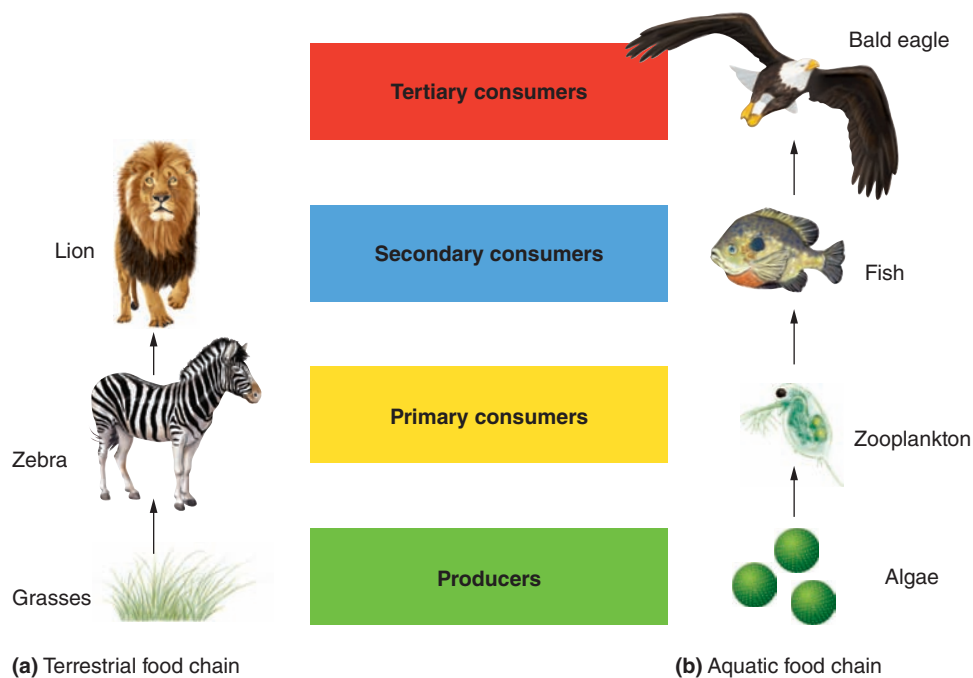 Bald eagle
Tertiary consumers
Lion
Secondary consumers
Fish
Primary consumers
Zebra
Zooplankton
Producers
Grasses
Algae
(a) Terrestrial food chain
(b) Aquatic food chain